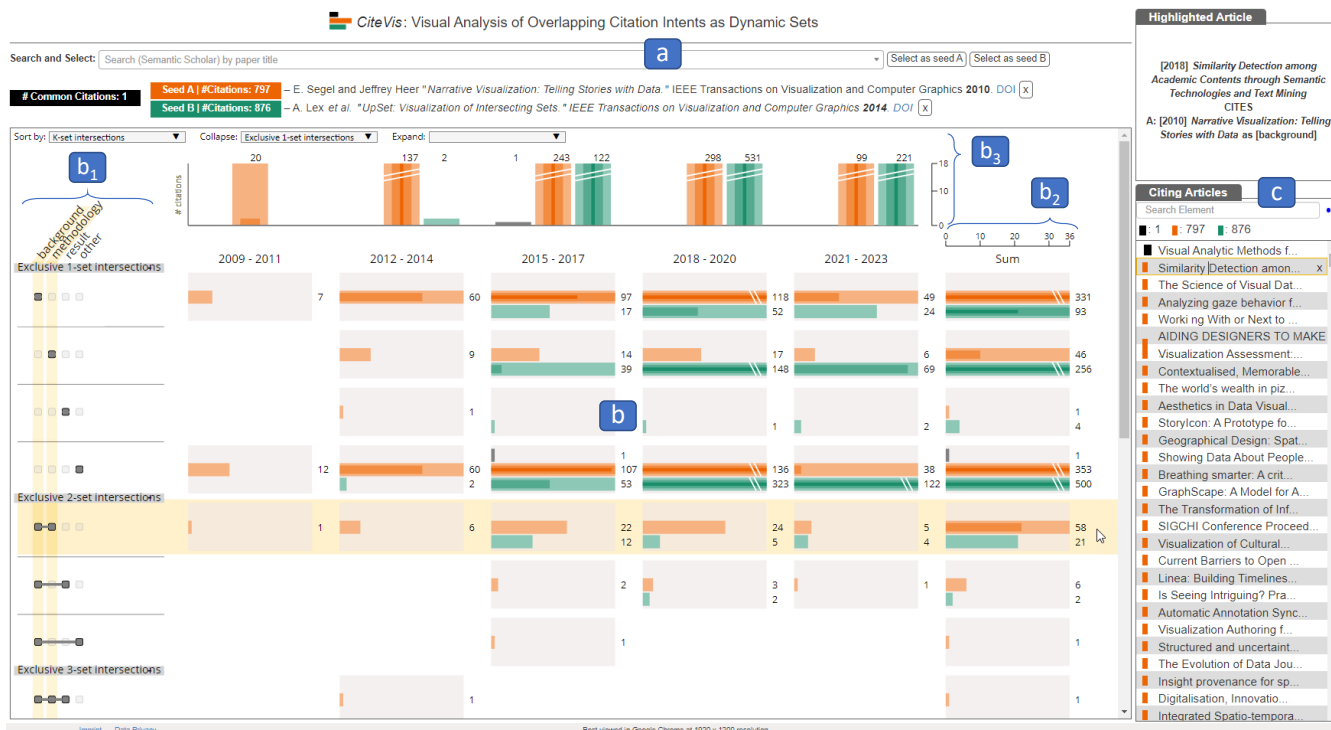 CiteVis: Visual Analysis of Overlapping Citation Intents as Dynamic Sets
a
Search and Select: Search (Semantic Scholar) by paper title Select as seed A Select as seed B
# Common Citations: 1
Seed A | #Citations: 797 – E. Segel and Jeffrey Heer "Narrative Visualization: Telling Stories with Data." IEEE Transactions on Visualization and Computer Graphics 2010. DOI x
Seed B | #Citations: 876 – A. Lex et al. "UpSet: Visualization of Intersecting Sets." IEEE Transactions on Visualization and Computer Graphics 2014. DOI x
Sort by: K-set intersections Collapse: Exclusive 1-set intersections Expand:
b1
20 137 2 1 243 122 298 531 99 221
# citations
18
10
0
b3
b2
0 10 20 30 36
background
methodology
result
other
2009 - 2011 2012 - 2014 2015 - 2017 2018 - 2020 2021 - 2023 Sum
Exclusive 1-set intersections
7 60 97 118 49 331
17 52 24 93
9 14 17 6 46
39 148 69 256
b
1 1
1 2 4
1 1
12 60 107 136 38 353
2 53 323 122 500
Exclusive 2-set intersections
1 6 22 24 5 58
12 5 4 21
2 3 1 6
2 2
1 1
Exclusive 3-set intersections
1 1
Highlighted Article
[2018] Similarity Detection among
Academic Contents through Semantic
Technologies and Text Mining
CITES
A: [2010] Narrative Visualization: Telling
Stories with Data as [background]
Citing Articles
c
Search Element
: 1 : 797 : 876
Visual Analytic Methods f...
Similarity Detection amon... x
The Science of Visual Dat...
Analyzing gaze behavior f...
Worki ng With or Next to ...
AIDING DESIGNERS TO MAKE
Visualization Assessment:...
Contextualised, Memorable...
The world's wealth in piz...
Aesthetics in Data Visual...
StoryIcon: A Prototype fo...
Geographical Design: Spat...
Showing Data About People...
Breathing smarter: A crit...
GraphScape: A Model for A...
The Transformation of Inf...
SIGCHI Conference Proceed...
Visualization of Cultural...
Current Barriers to Open ...
Linea: Building Timelines...
Is Seeing Intriguing? Pra...
Automatic Annotation Sync...
Visualization Authoring f...
Structured and uncertaint...
The Evolution of Data Jou...
Insight provenance for sp...
Digitalisation, Innovatio...
Integrated Spatio-tempora...
Imprint Data Privacy
Best viewed in Google Chrome at 1920 x 1200 resolution